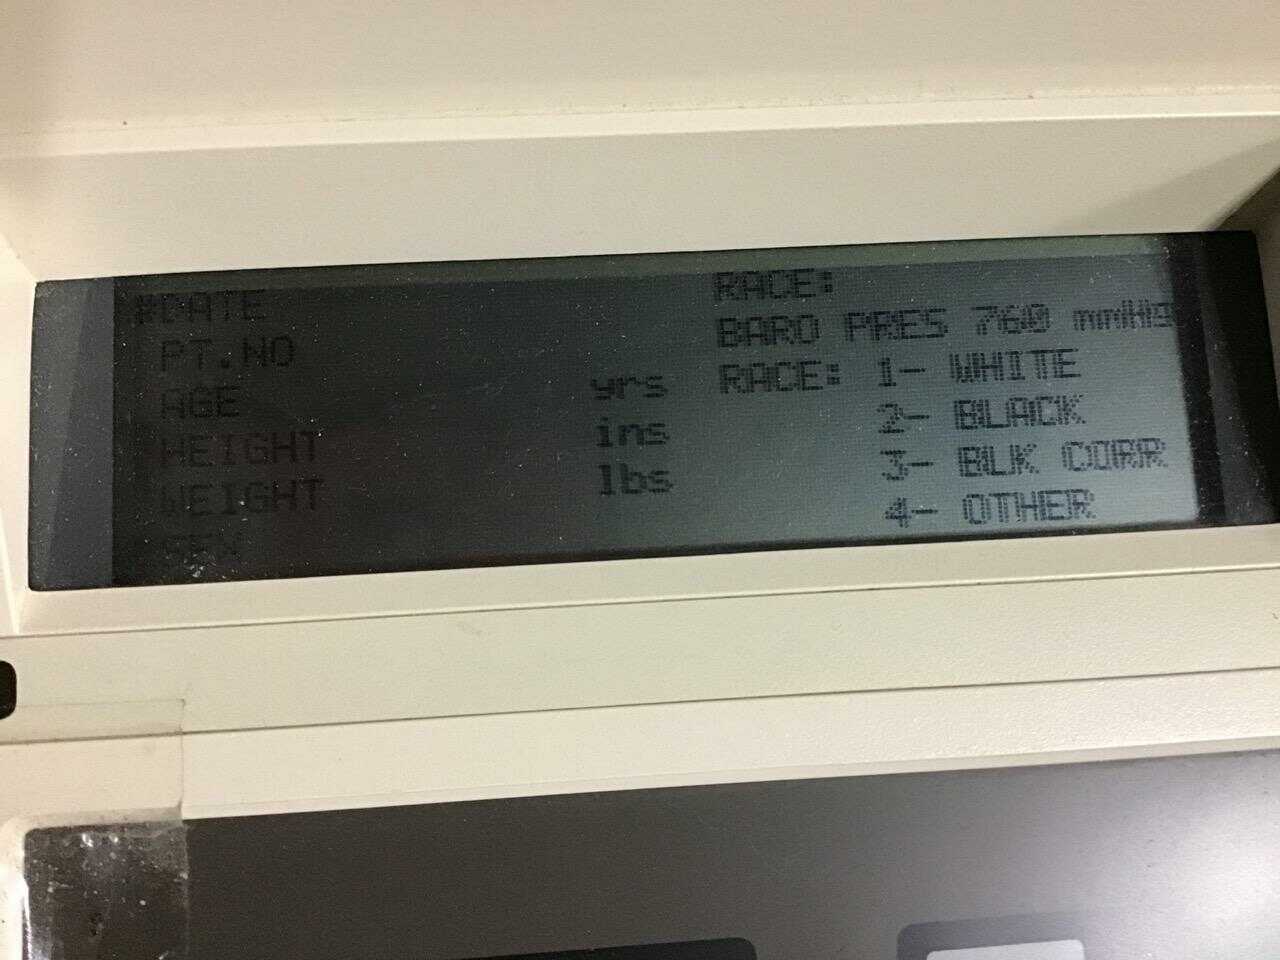 #DATE
PT.NO
AGE yrs
HEIGHT ins
WEIGHT lbs
SEX
RACE:
BARO PRES 760 mmHg
RACE: 1- WHITE
2- BLACK
3- BLK CORR
4- OTHER